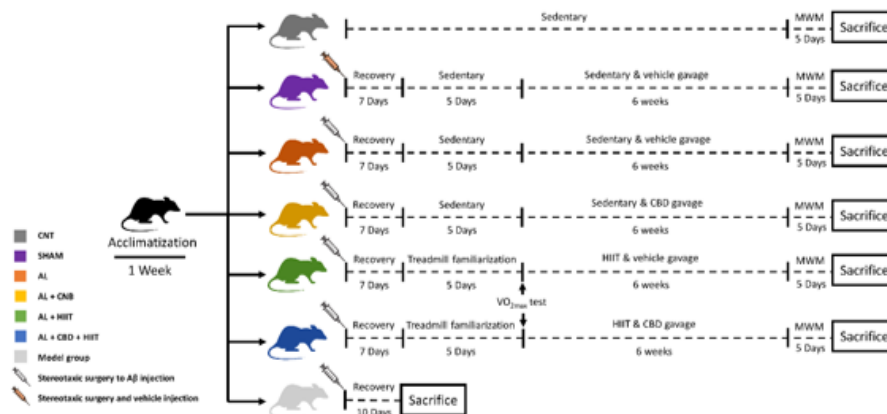 Sedentary
MWM
5 Days
Sacrifice
Recovery
Sedentary
Sedentary & vehicle gavage
MWM
7 Days
5 Days
6 weeks
5 Days
Sacrifice
Recovery
Sedentary
Sedentary & vehicle gavage
MWM
7 Days
5 Days
6 weeks
5 Days
Sacrifice
Recovery
Sedentary
Sedentary & CBD gavage
MWM
7 Days
5 Days
6 weeks
5 Days
Sacrifice
Acclimatization
1 Week
Recovery
Treadmill familiarization
HIIT & vehicle gavage
MWM
7 Days
5 Days
6 weeks
5 Days
Sacrifice
VO2max test
Recovery
Treadmill familiarization
HIIT & CBD gavage
MWM
7 Days
5 Days
6 weeks
5 Days
Sacrifice
Recovery
10 Days
Sacrifice
CNT
SHAM
AL
AL + CNB
AL + HIIT
AL + CBD + HIIT
Model group
Stereotaxic surgery to Aβ injection
Stereotaxic surgery and vehicle injection